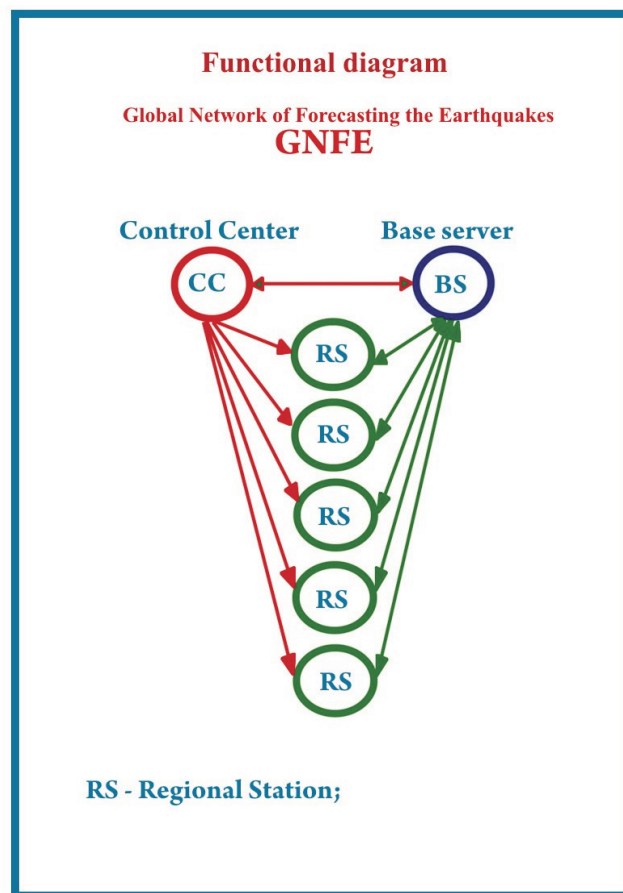 Functional diagram
Global Network of Forecasting the Earthquakes
GNFE
Control Center
Base server
CC
BS
RS
RS
RS
RS
RS
RS - Regional Station;